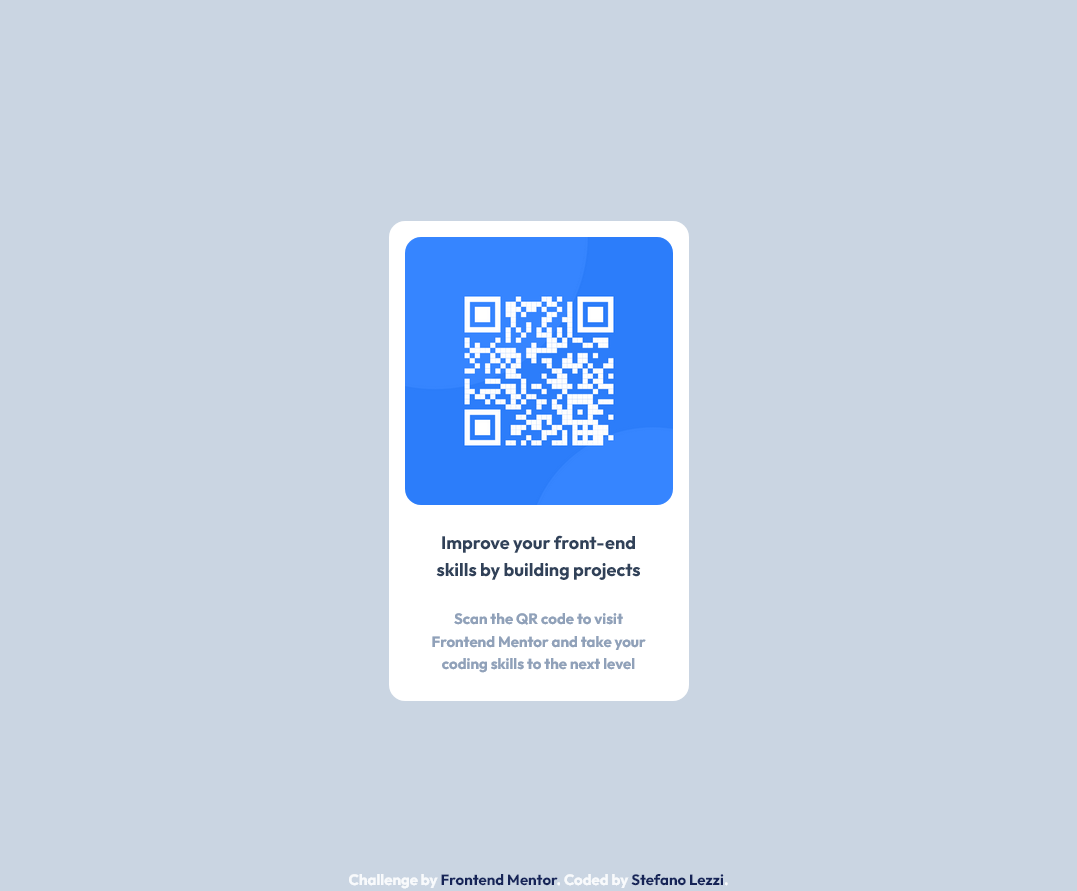 Improve your front-end
skills by building projects
Scan the QR code to visit
Frontend Mentor and take your
coding skills to the next level
Challenge by Frontend Mentor. Coded by Stefano Lezzi.